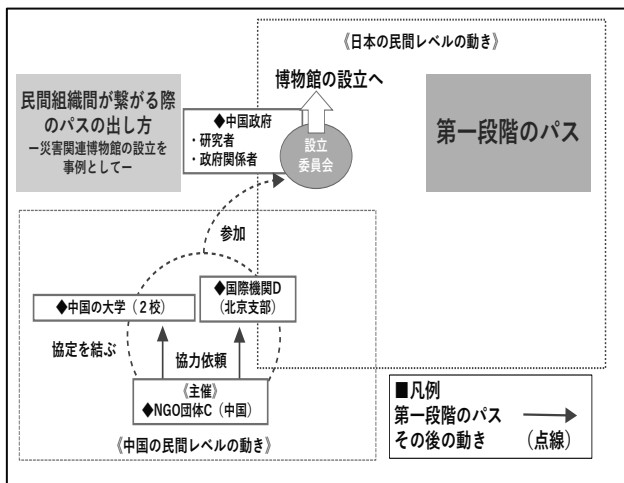 《日本の民間レベルの動き》
民間組織間が繋がる際
のパスの出し方
ー災害関連博物館の設立を
事例としてー
博物館の設立へ
◆中国政府
・研究者
・政府関係者
設立
委員会
第一段階のパス
参加
◆中国の大学（２校）
◆国際機関D
（北京支部）
協定を結ぶ
協力依頼
《主催》
◆NGO団体C（中国）
《中国の民間レベルの動き》
■凡例
第一段階のパス
その後の動き （点線）